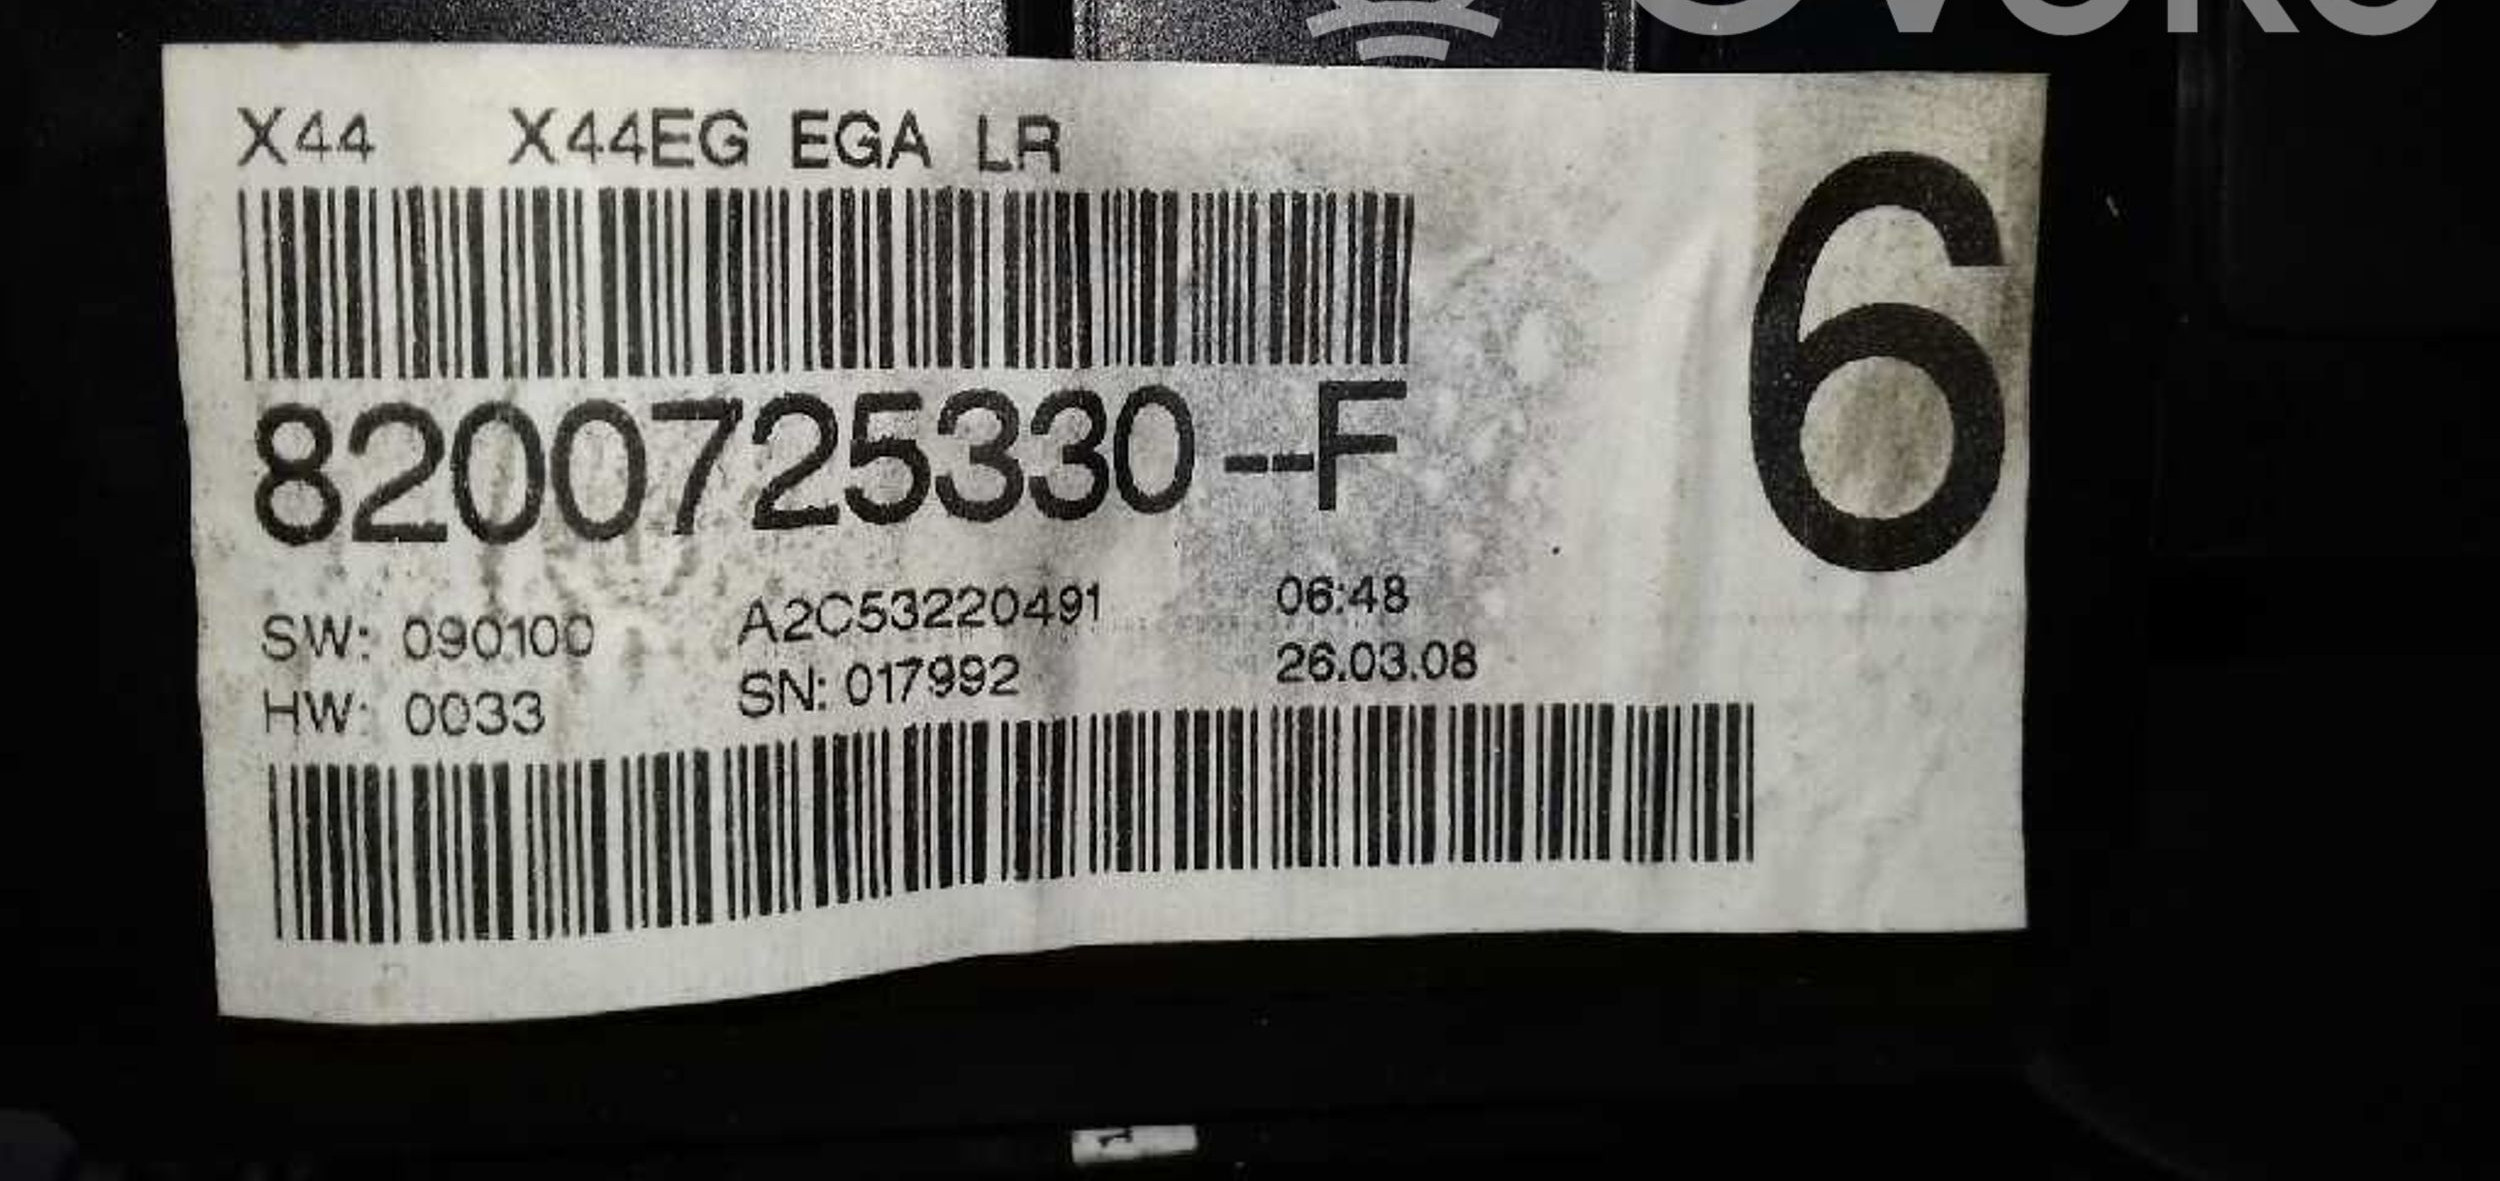 X44 X44EG EGA LR
6
8200725330--F
SW: 090100 A2C53220491 06:48
HW: 0033 SN: 017992 26.03.08